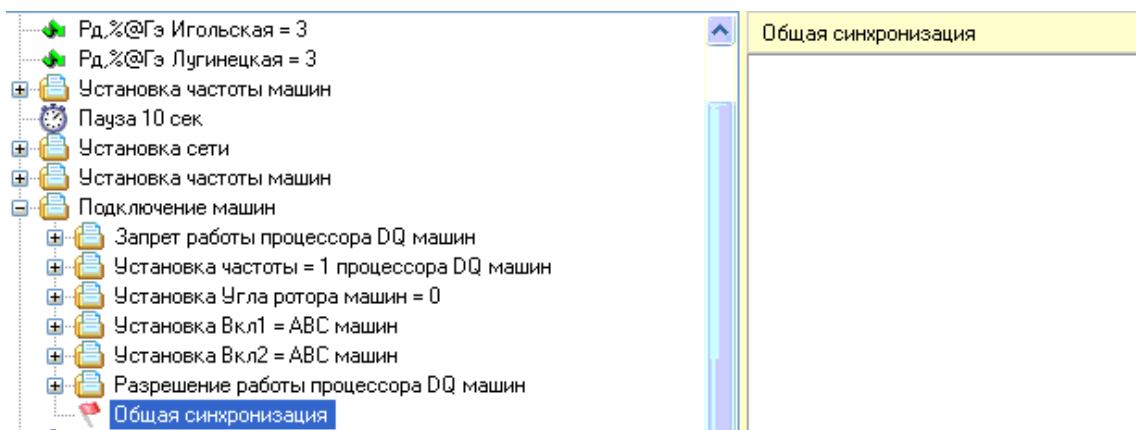 Рд,%@Гэ Игольская = 3
Рд,%@Гэ Лугинецкая = 3
Установка частоты машин
Пауза 10 сек
Установка сети
Установка частоты машин
Подключение машин
Запрет работы процессора DQ машин
Установка частоты = 1 процессора DQ машин
Установка Угла ротора машин = 0
Установка Вкл1 = ABC машин
Установка Вкл2 = ABC машин
Разрешение работы процессора DQ машин
Общая синхронизация
Общая синхронизация